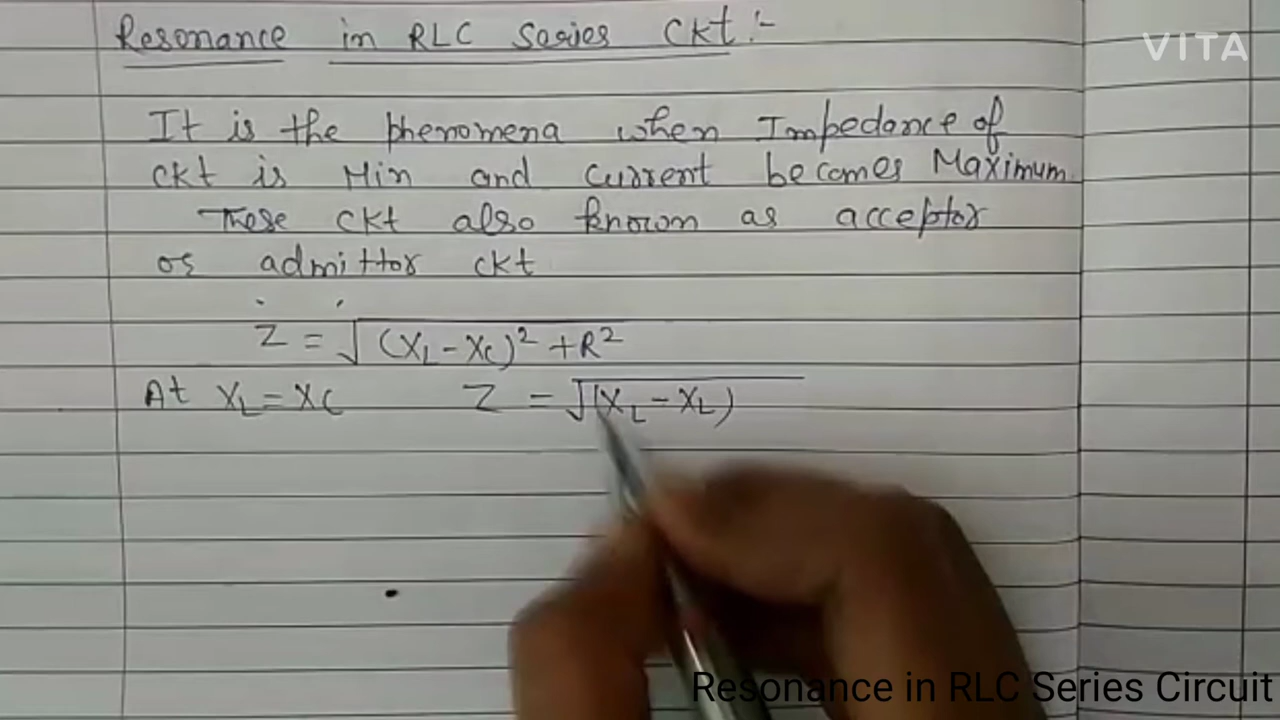 Resonance in RLC Series Ckt :-
VITA
It is the phenomena when Impedance of
ckt is Min and current becomes Maximum
These ckt also known as acceptor
or admittor ckt
Z = √(XL - XC)² + R²
At XL = XC Z = √(XL - XL)
Resonance in RLC Series Circuit